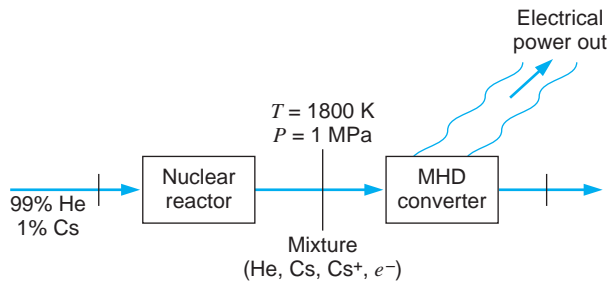 Electrical
power out
T = 1800 K
P = 1 MPa
Nuclear
reactor
MHD
converter
99% He
1% Cs
Mixture
(He, Cs, Cs⁺, e⁻)